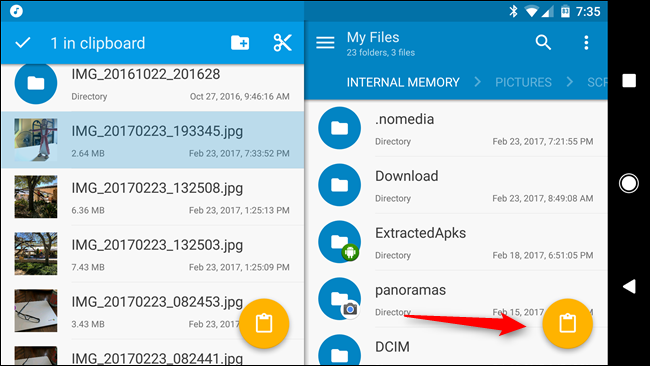 7:35
1 in clipboard
IMG_20161022_201628
Directory
Oct 27, 2016, 9:46:16 AM
IMG_20170223_193345.jpg
2.64 MB
Feb 23, 2017, 7:33:52 PM
IMG_20170223_132508.jpg
6.36 MB
Feb 23, 2017, 1:25:13 PM
IMG_20170223_132503.jpg
7.43 MB
Feb 23, 2017, 1:25:09 PM
IMG_20170223_082453.jpg
3.43 MB
Feb 23, 2017,
IMG_20170223_082441.jpg
My Files
23 folders, 3 files
INTERNAL MEMORY
PICTURES
SCR
.nomedia
Directory
Feb 23, 2017, 7:21:55 PM
Download
Directory
Feb 23, 2017, 8:49:08 AM
ExtractedApks
Directory
Feb 18, 2017, 6:51:05 PM
panoramas
Directory
Feb 15, 2017,
DCIM